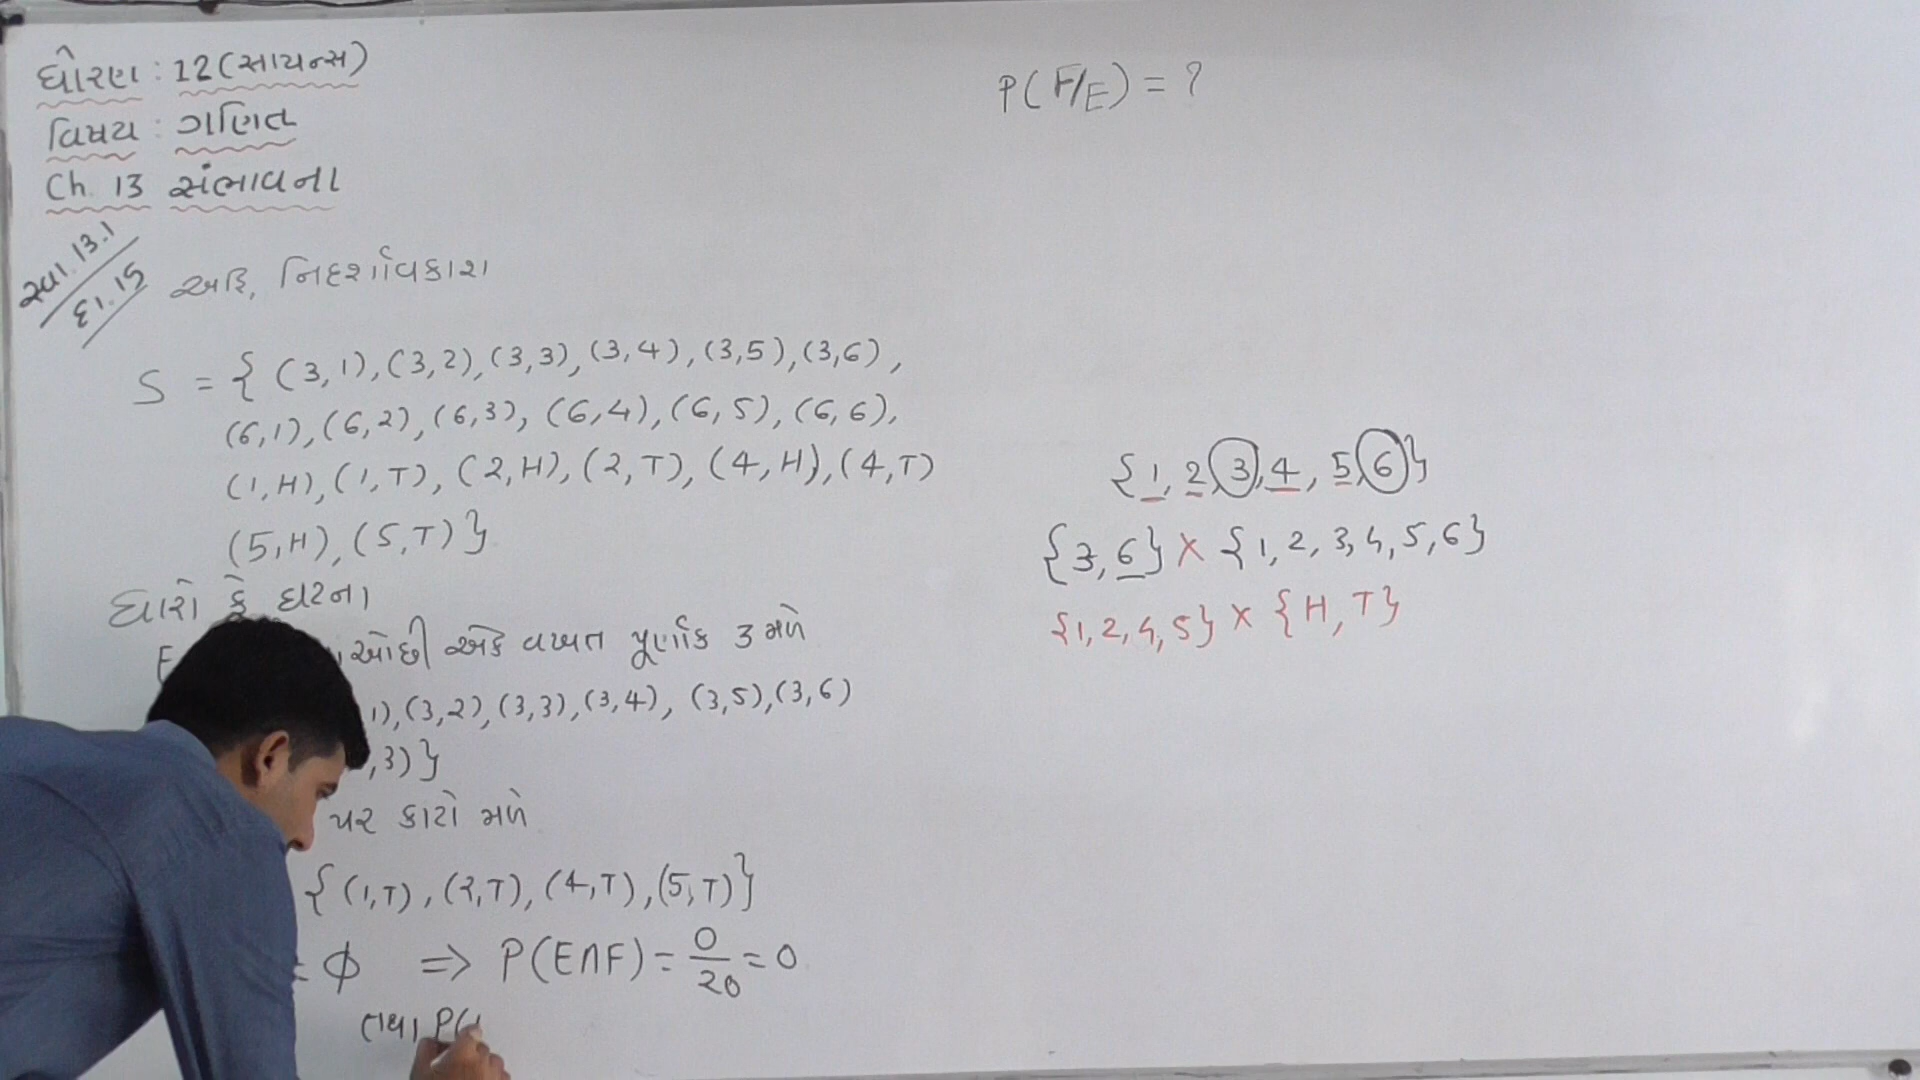 ધોરણ : 12 (સાયન્સ)
વિષય : ગણિત
Ch. 13 સંભાવના
સ્વા. 13.1
દા. 15
અહિં, નિદર્શાવકાશ
S = { (3,1), (3,2), (3,3), (3,4), (3,5), (3,6),
(6,1), (6,2), (6,3), (6,4), (6,5), (6,6),
(1,H), (1,T), (2,H), (2,T), (4,H), (4,T)
(5,H), (5,T) }
ધારો કે ઘટના
ઓછી એક વખત પૂર્ણાંક 3 મળે
1), (3,2), (3,3), (3,4), (3,5), (3,6)
,3) }
પર કાટો મળે
{ (1,T), (2,T), (4,T), (5,T) }
= ϕ ⇒ P(E∩F) = 0/20 = 0
તથા P(
P(F/E) = ?
{ 1, 2, 3, 4, 5, 6 }
{3, 6} × {1, 2, 3, 4, 5, 6}
{1, 2, 4, 5} × {H, T}